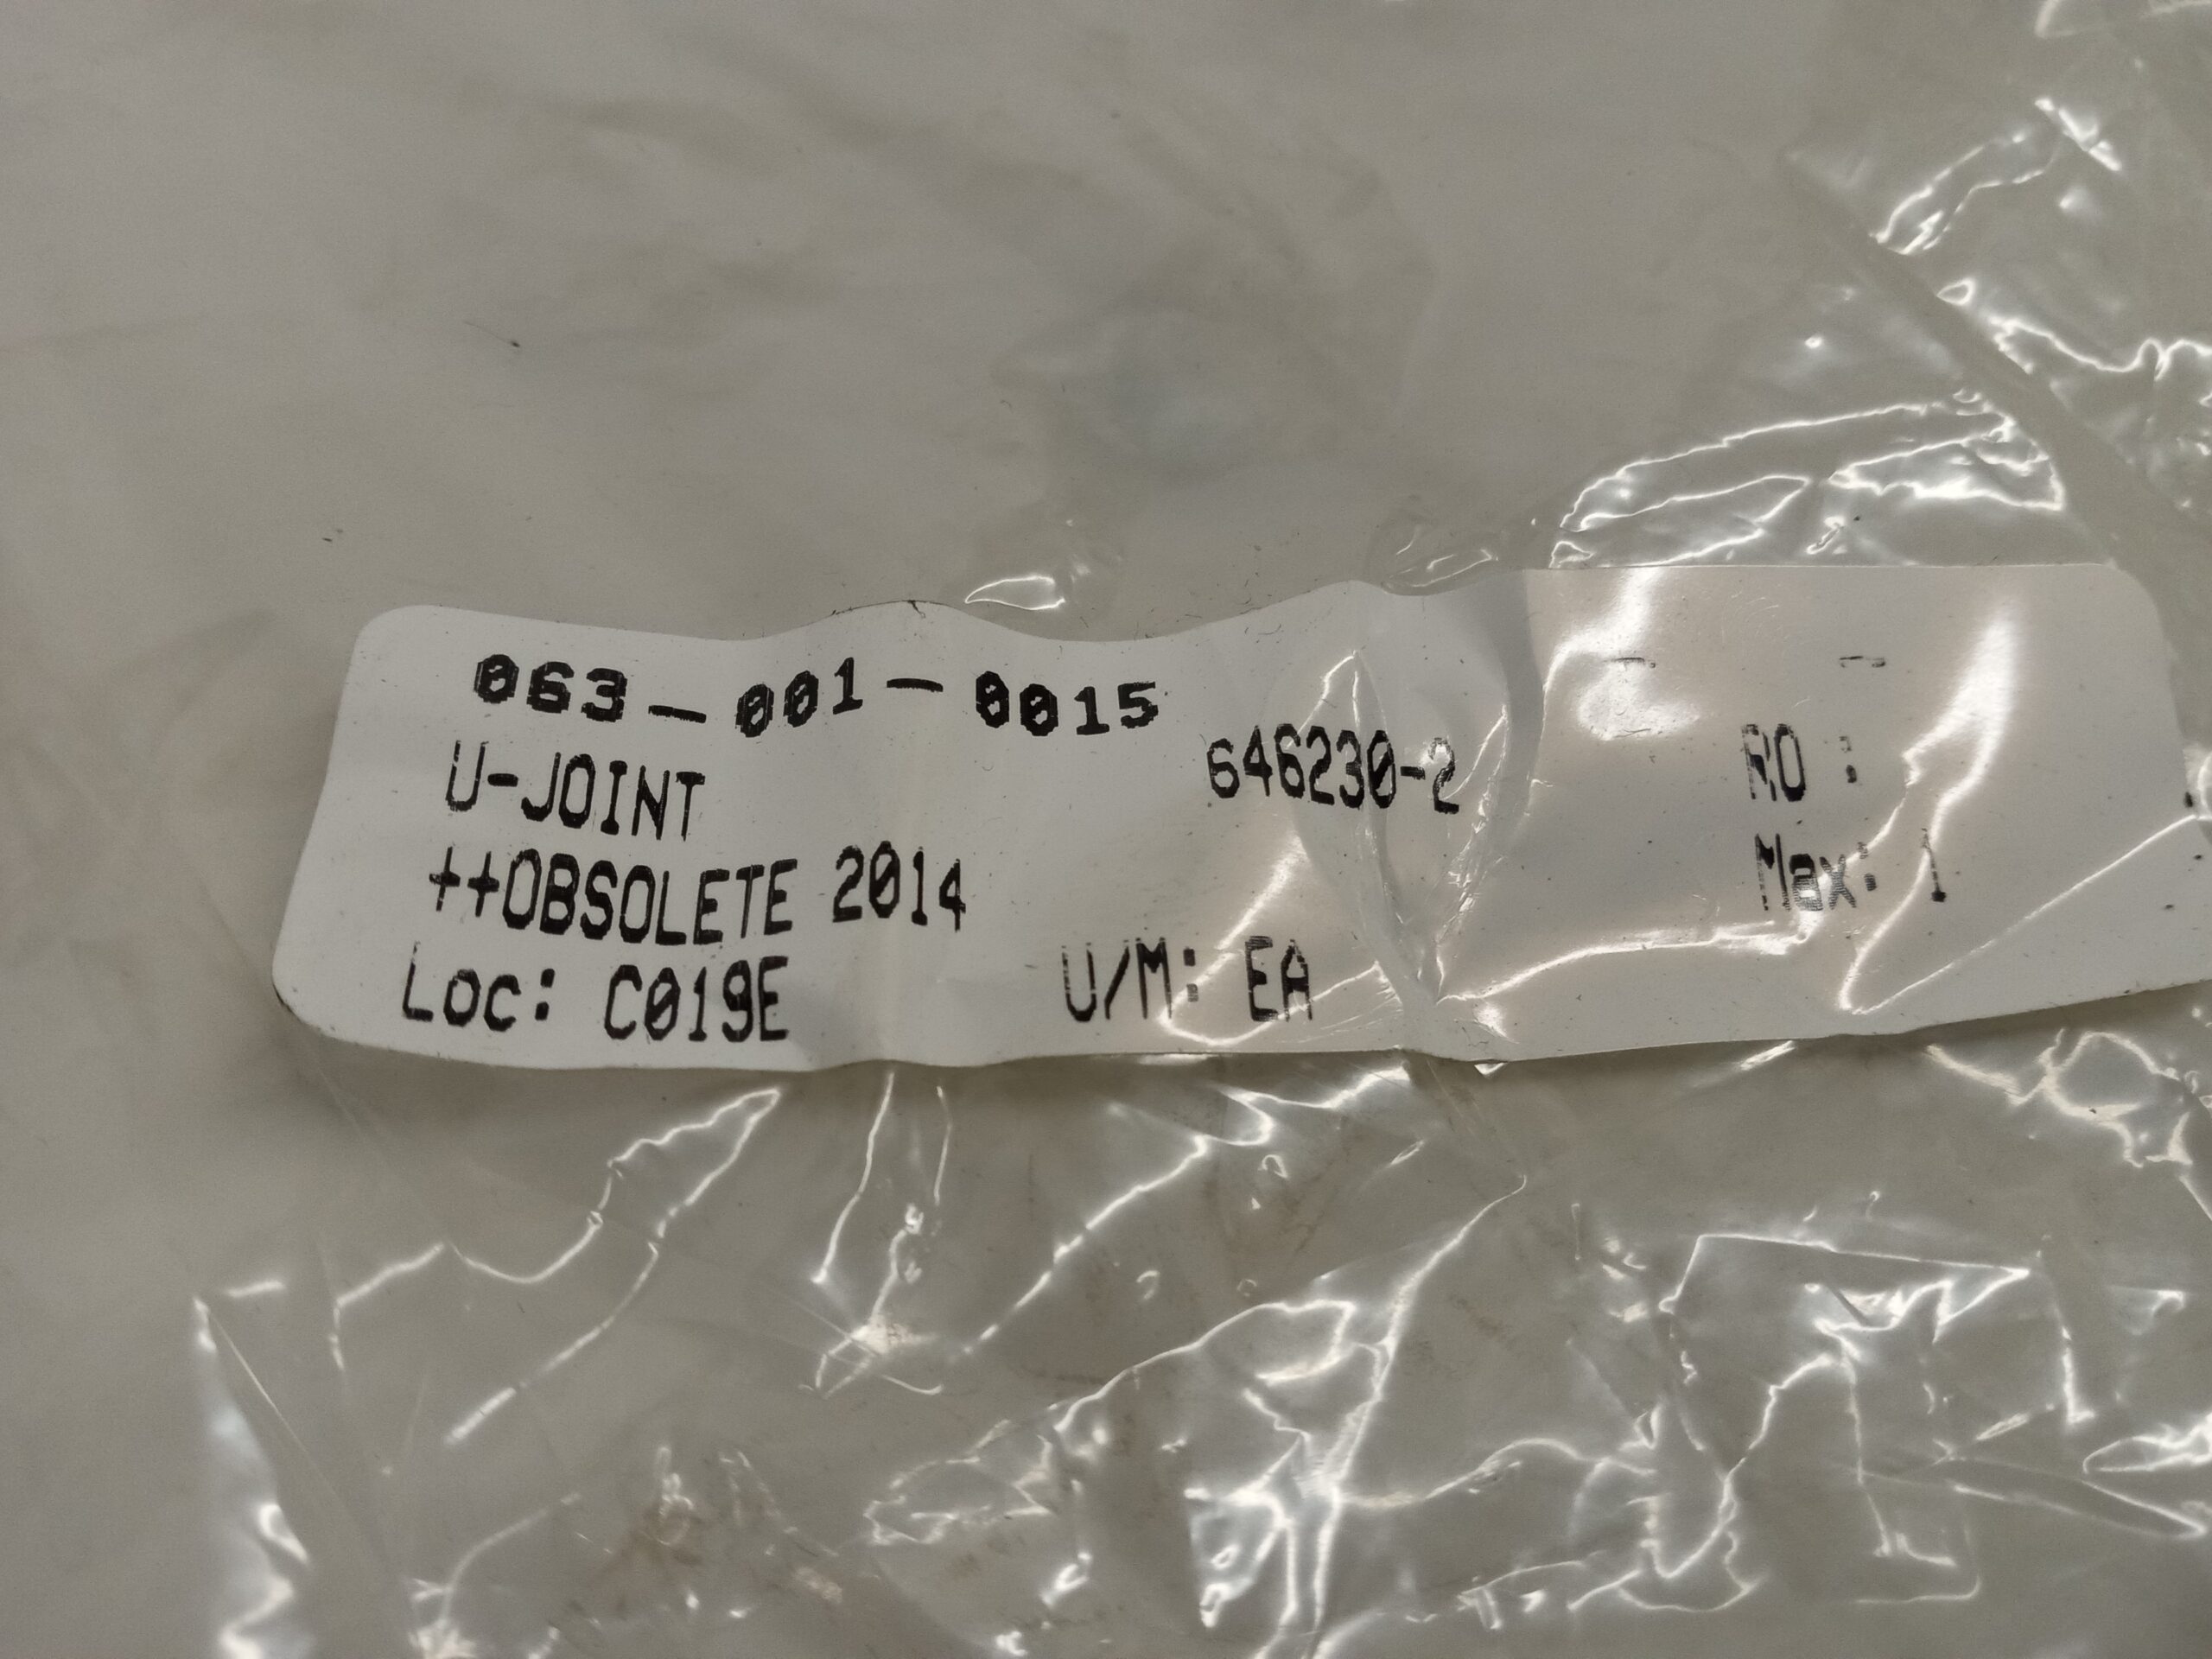 063-001-0015
U-JOINT 646230-2 RO :
++OBSOLETE 2014 Max: 1
Loc: C019E U/M: EA